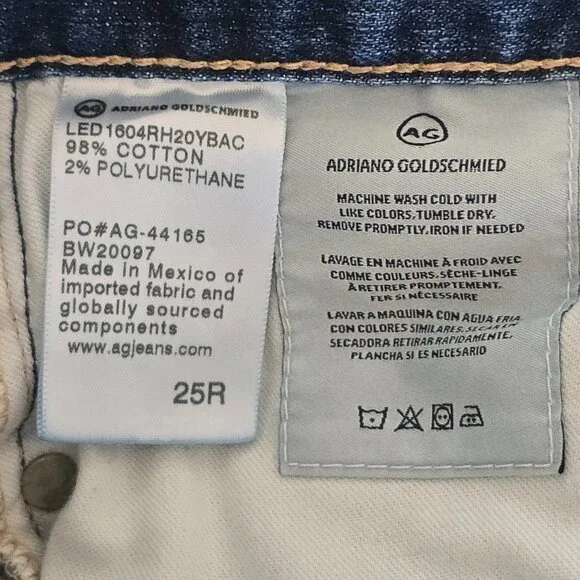 AG ADRIANO GOLDSCHMIED
LED1604RH20YBAC
98% COTTON
2% POLYURETHANE
PO#AG-44165
BW20097
Made in Mexico of
imported fabric and
globally sourced
components
www.agjeans.com
25R
AG
ADRIANO GOLDSCHMIED
MACHINE WASH COLD WITH
LIKE COLORS, TUMBLE DRY,
REMOVE PROMPTLY, IRON IF NEEDED
LAVAGE EN MACHINE À FROID AVEC
COMME COULEURS, SÈCHE-LINGE
À RETIRER PROMPTEMENT,
FER SI NÉCESSAIRE
LAVAR A MAQUINA CON AGUA FRIA
CON COLORES SIMILARES, SECAR EN
SECADORA RETIRAR RAPIDAMENTE,
PLANCHA SI ES NECESARIO